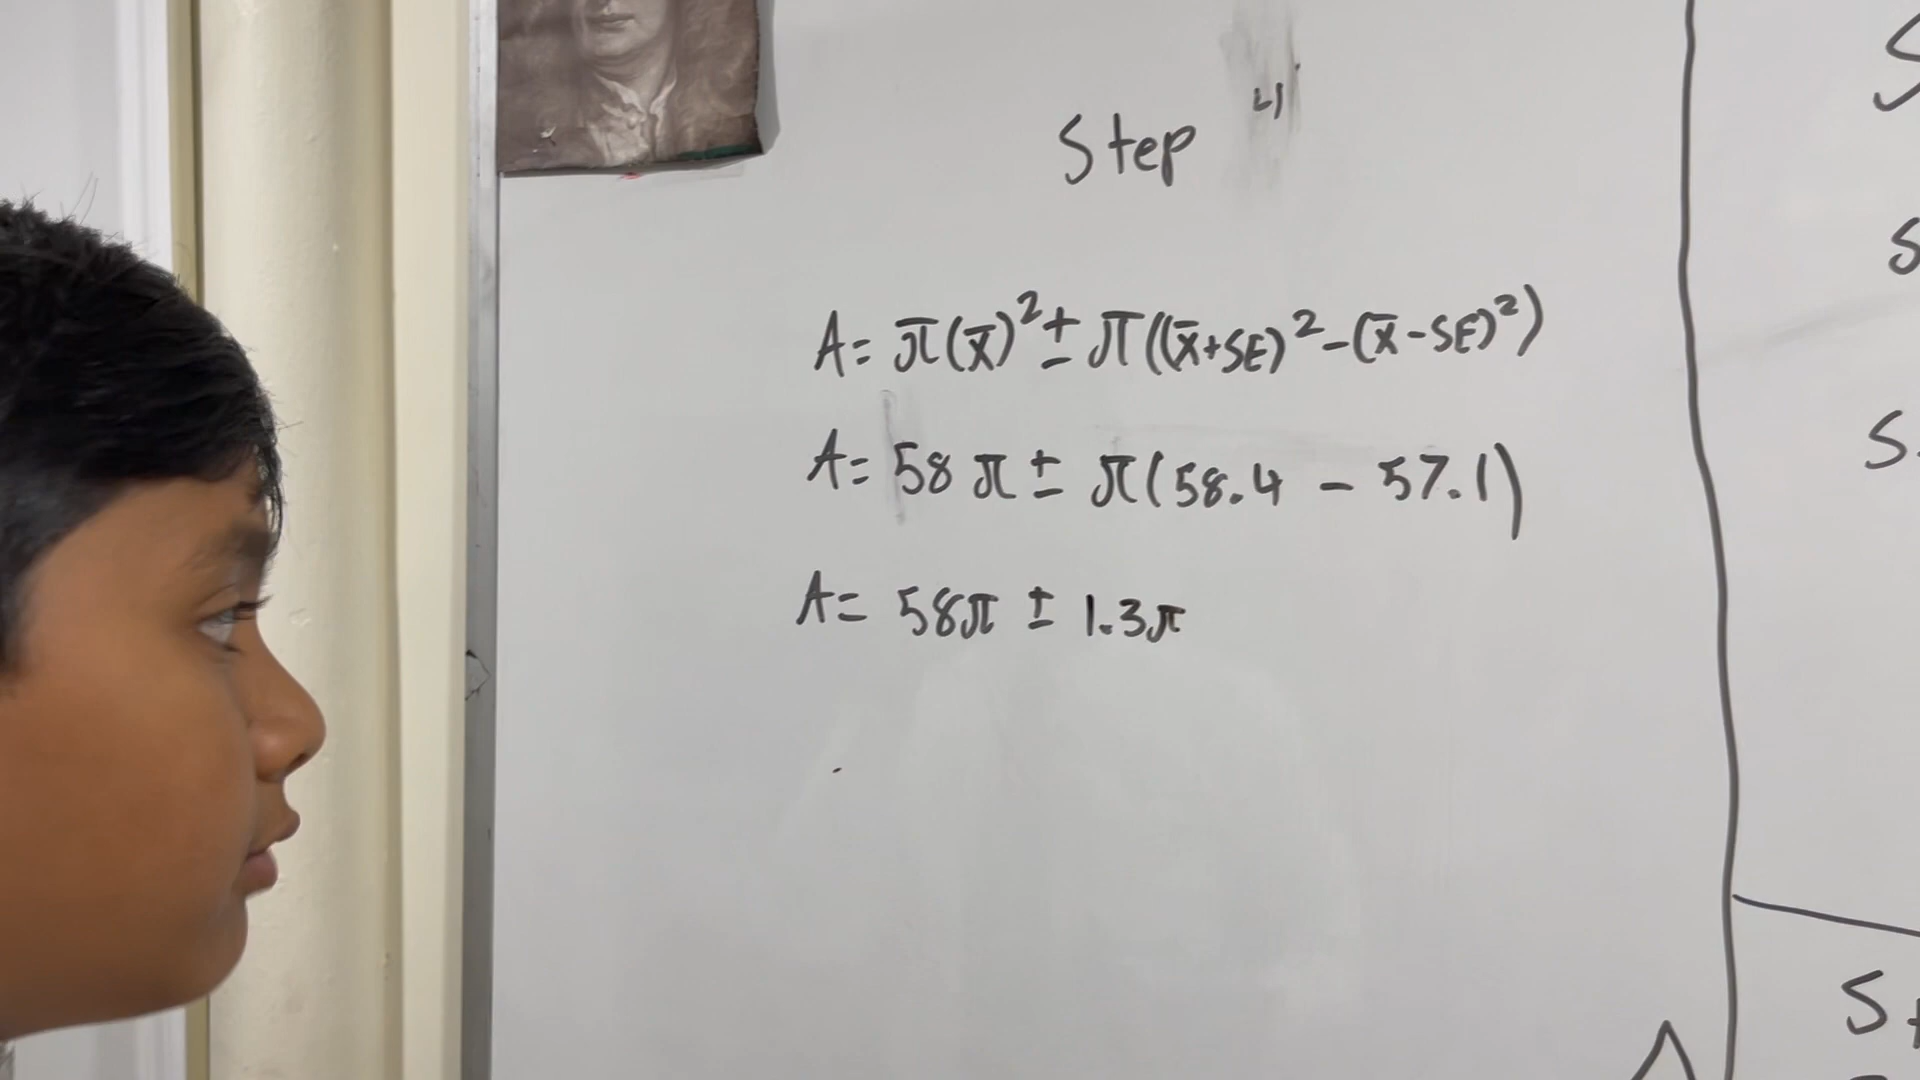 Step 4
A = π(x̄)² ± π((x̄+SE)² - (x̄-SE)²)
A = 58 π ± π(58.4 - 57.1)
A = 58π ± 1.3π